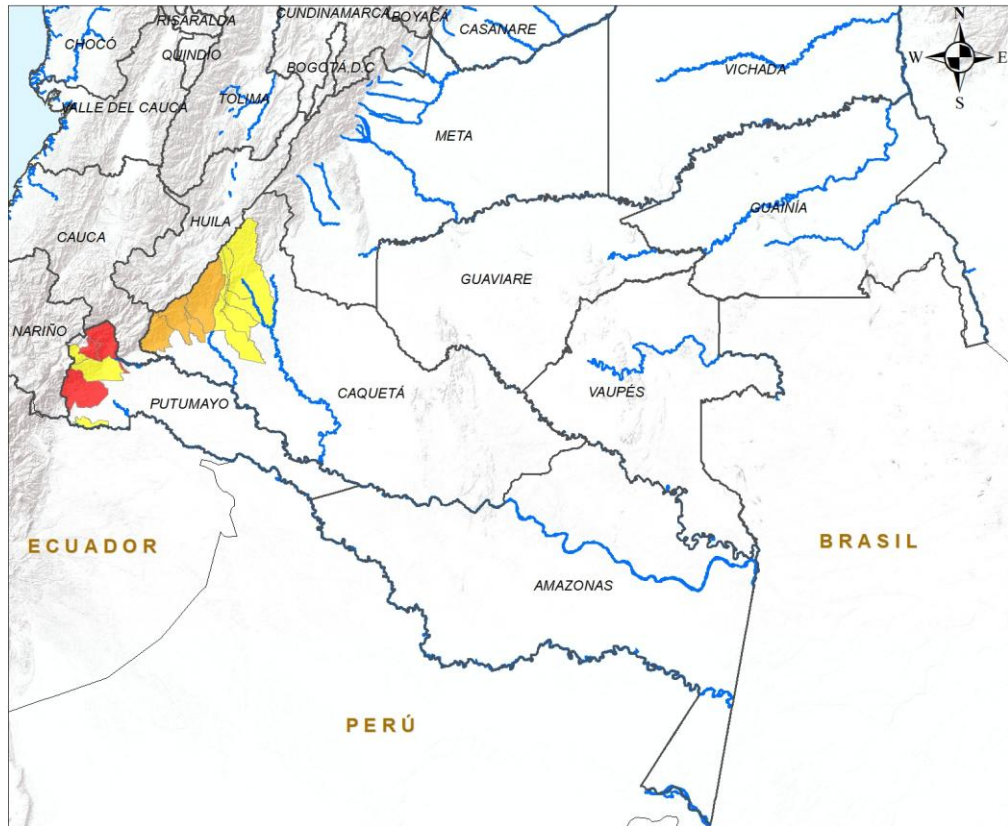 CUNDINAMARCA
BOYACÁ
RISARALDA
CASANARE
CHOCÓ
QUINDIO
BOGOTÁ D.C
VICHADA
N
W
E
S
VALLE DEL CAUCA
TOLIMA
META
HUILA
GUAINÍA
CAUCA
GUAVIARE
NARIÑO
CAQUETÁ
VAUPÉS
PUTUMAYO
ECUADOR
BRASIL
AMAZONAS
PERÚ